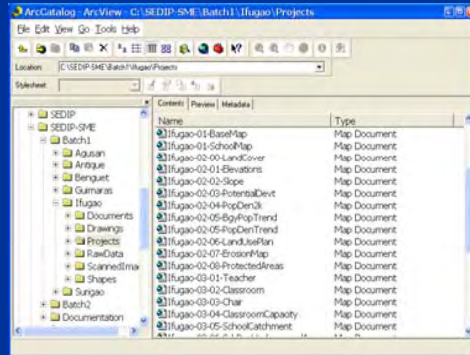 ArcCatalog - ArcView - C:\SEDIP-SME\Batch1\Ifugao\Projects
File Edit View Go Tools Help
Location: C:\SEDIP-SME\Batch1\Ifugao\Projects
Stylesheet:
SEDIP
SEDIP-SME
Batch1
Agusan
Antique
Benguet
Guimaras
Ifugao
Documents
Drawings
Projects
RawData
ScannedIma
Shapes
Surigao
Batch2
Documentation
Contents Preview Metadata
Name Type
Ifugao-01-BaseMap Map Document
Ifugao-01-SchoolMap Map Document
Ifugao-02-00-LandCover Map Document
Ifugao-02-01-Elevations Map Document
Ifugao-02-02-Slope Map Document
Ifugao-02-03-PotentialDevt Map Document
Ifugao-02-04-PopDen2k Map Document
Ifugao-02-05-BgyPopTrend Map Document
Ifugao-02-05-PopDenTrend Map Document
Ifugao-02-06-LandUsePlan Map Document
Ifugao-02-07-ErosionMap Map Document
Ifugao-02-08-ProtectedAreas Map Document
Ifugao-03-01-Teacher Map Document
Ifugao-03-02-Classroom Map Document
Ifugao-03-03-Chair Map Document
Ifugao-03-04-ClassroomCapacity Map Document
Ifugao-03-05-SchoolCatchment Map Document